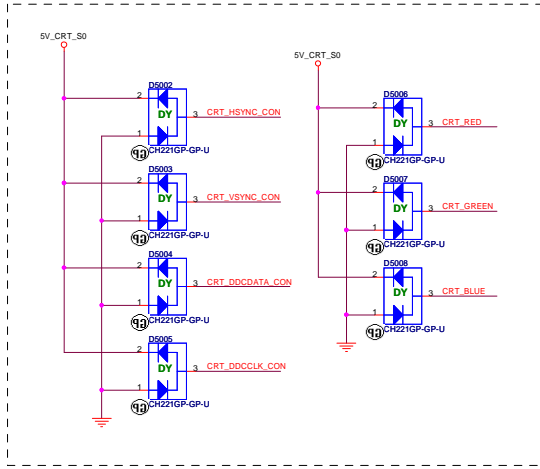 5V_CRT_S0
D5002
2
DY
3 CRT_HSYNC_CON
1
CH221GP-GP-U
D5003
2
DY
3 CRT_VSYNC_CON
1
CH221GP-GP-U
D5004
2
DY
3 CRT_DDCDATA_CON
1
CH221GP-GP-U
D5005
2
DY
3 CRT_DDCCLK_CON
1
CH221GP-GP-U
5V_CRT_S0
D5006
2
DY
3 CRT_RED
1
CH221GP-GP-U
D5007
2
DY
3 CRT_GREEN
1
CH221GP-GP-U
D5008
2
DY
3 CRT_BLUE
1
CH221GP-GP-U